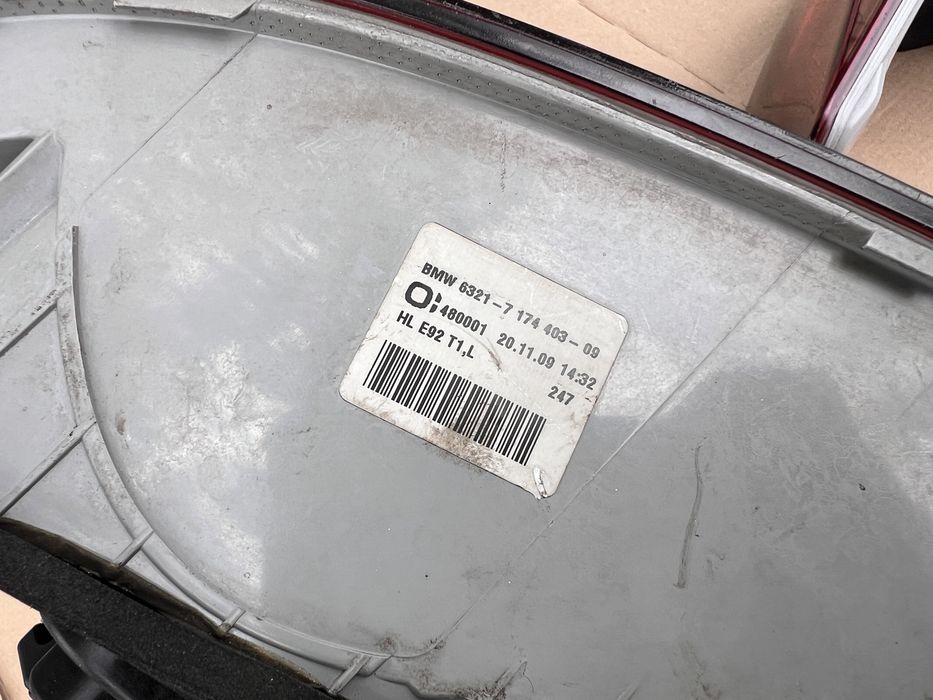 BMW 6321-7 174 403-09
480001 20.11.09 14:32
HL E92 T1,L
247